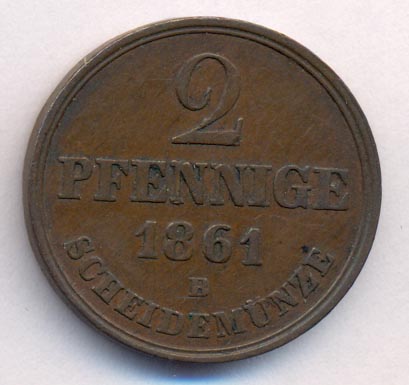 2
PFENNIGE
1861
B
SCHEIDEMÜNZE